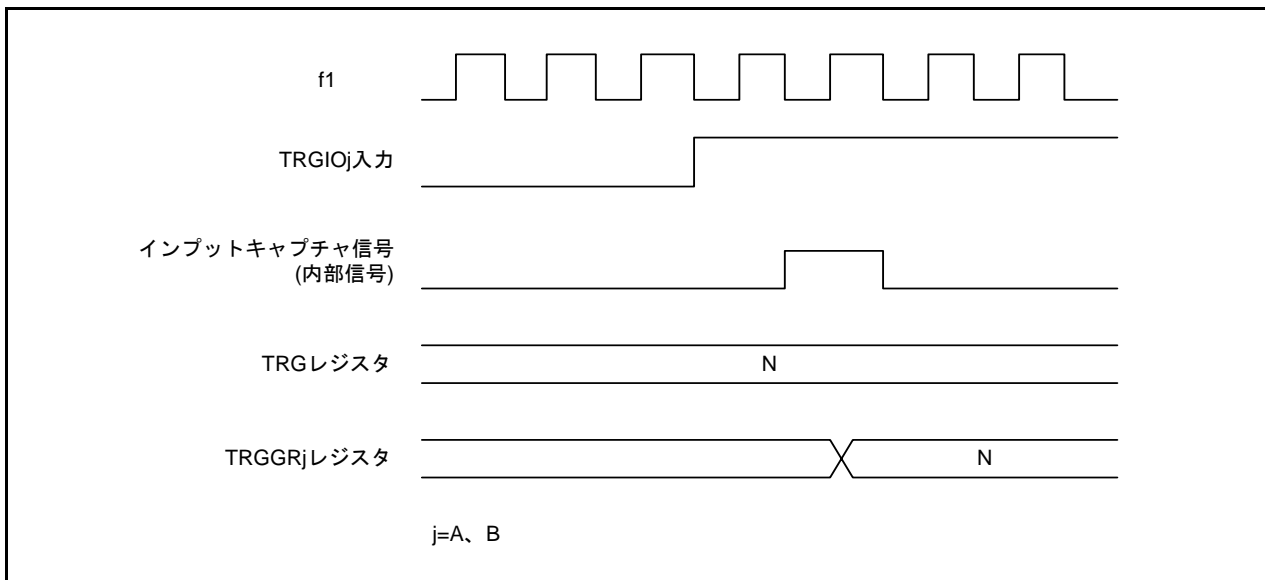 f1
TRGIOj入力
インプットキャプチャ信号
(内部信号)
TRGレジスタ
N
TRGGRjレジスタ
N
j=A、B